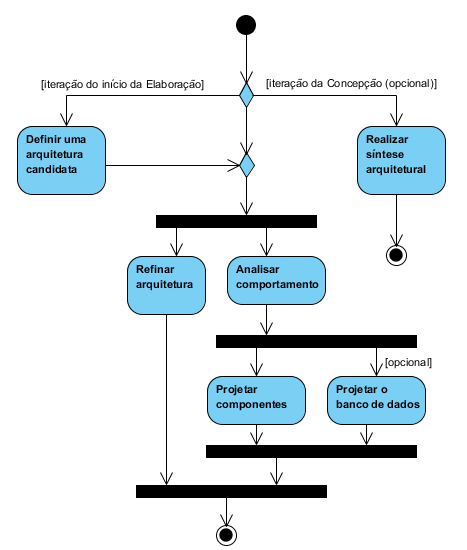 [iteração do início da Elaboração]
[iteração da Concepção (opcional)]
Definir uma
arquitetura
candidata
Realizar
síntese
arquitetural
Refinar
arquitetura
Analisar
comportamento
[opcional]
Projetar
componentes
Projetar o
banco de dados